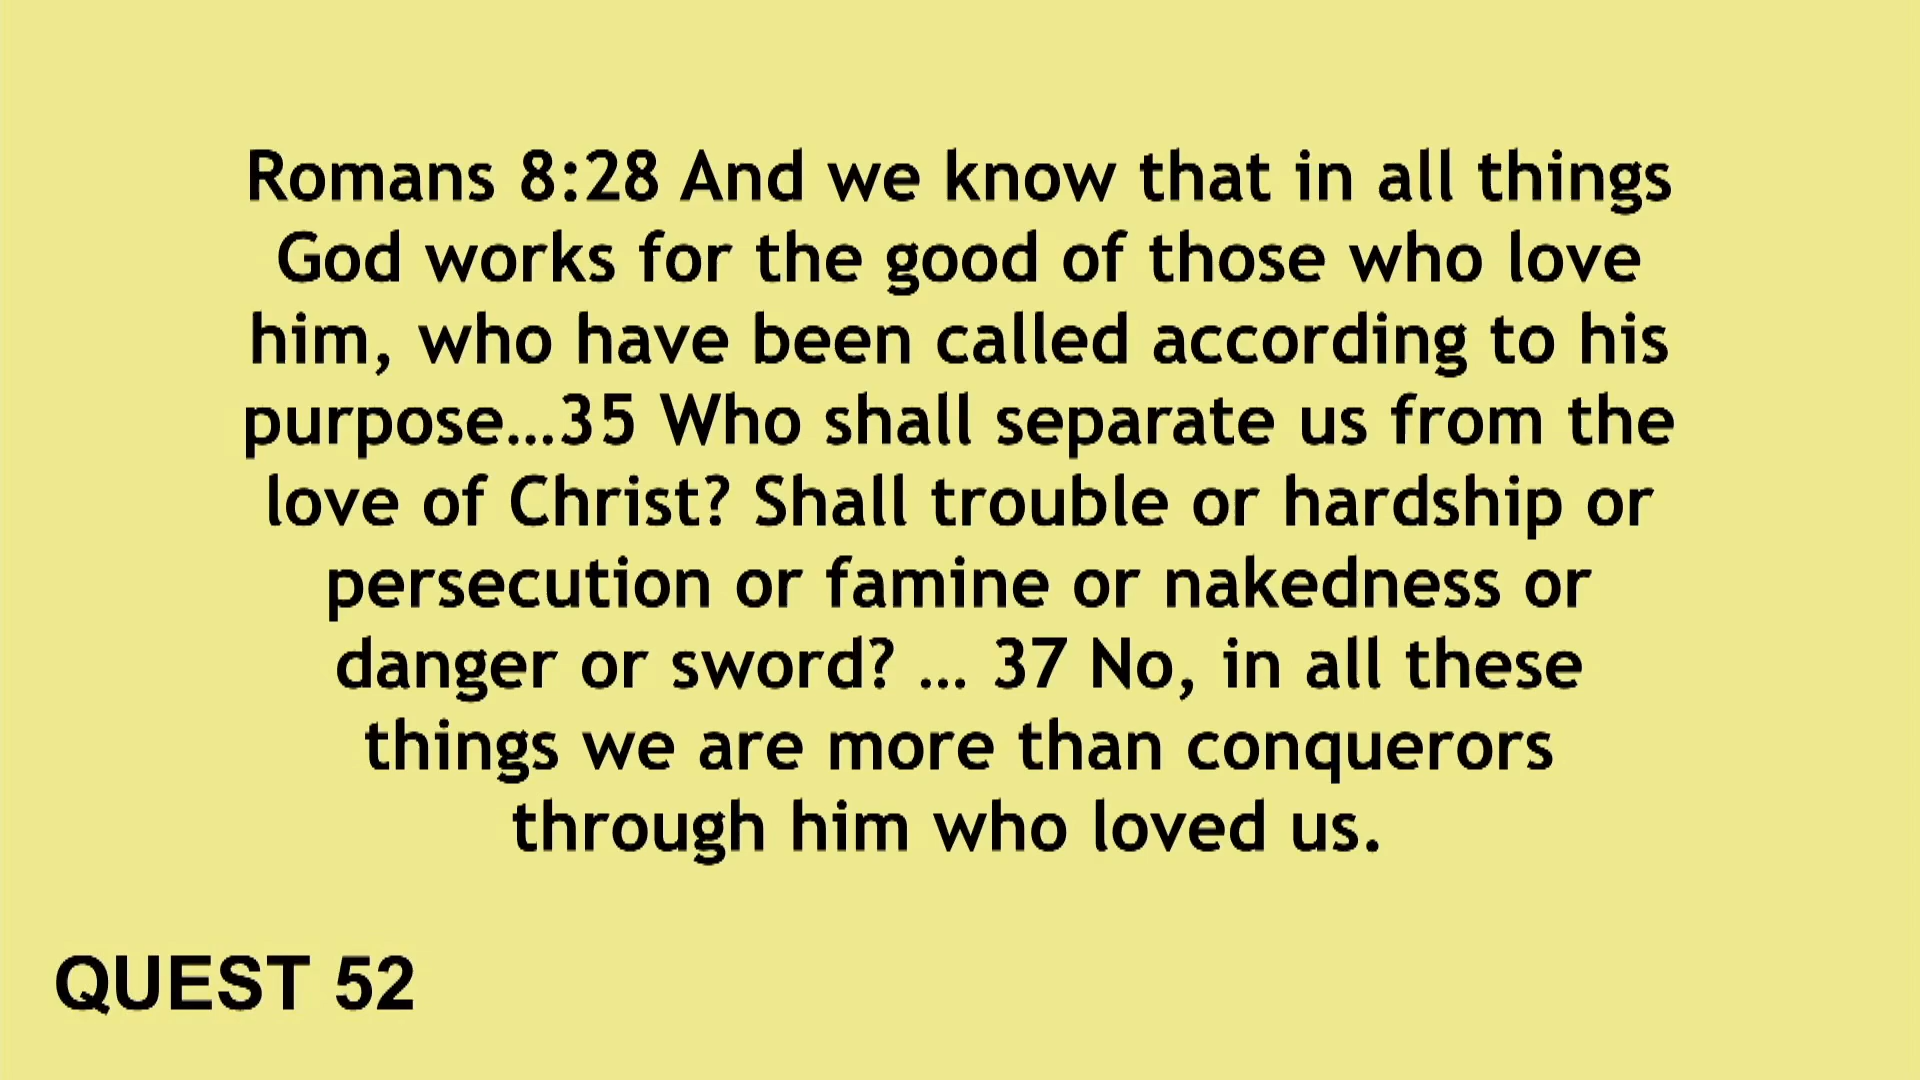 Romans 8:28 And we know that in all things
God works for the good of those who love
him, who have been called according to his
purpose...35 Who shall separate us from the
love of Christ? Shall trouble or hardship or
persecution or famine or nakedness or
danger or sword? ... 37 No, in all these
things we are more than conquerors
through him who loved us.
QUEST 52